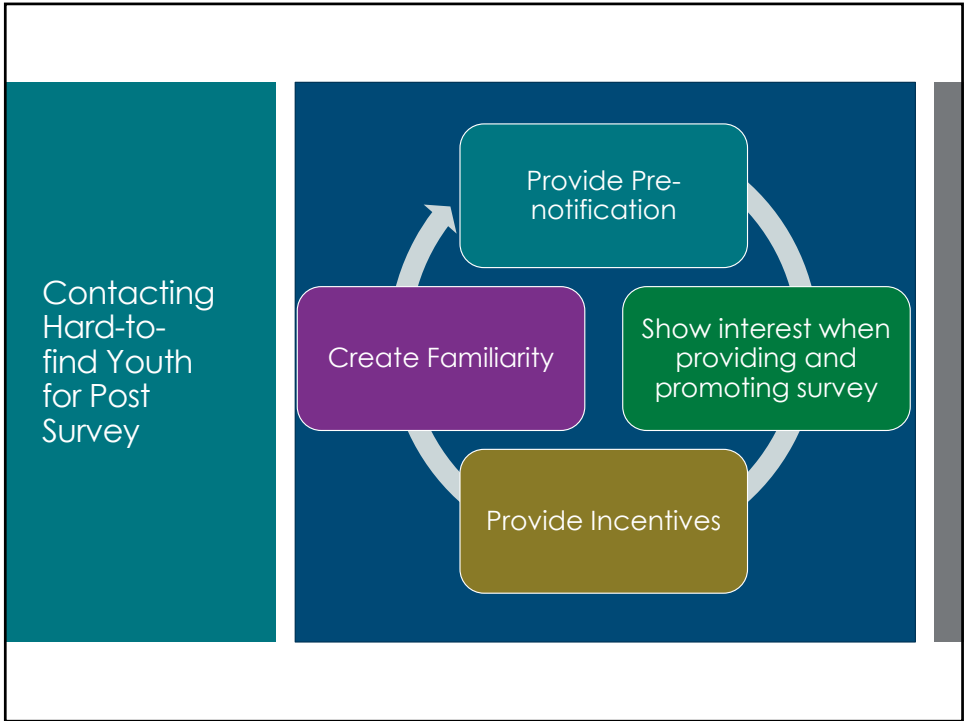 Contacting
Hard-to-
find Youth
for Post
Survey
Provide Pre-
notification
Show interest when
providing and
promoting survey
Provide Incentives
Create Familiarity